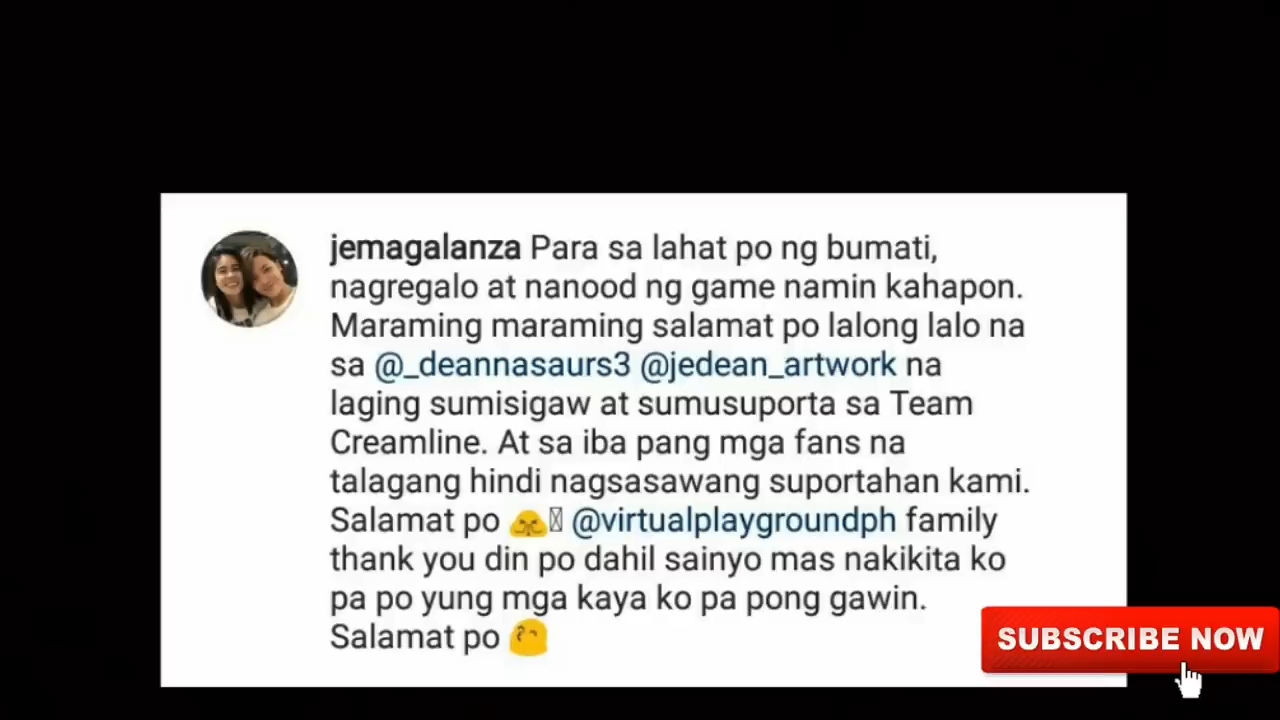 jemagalanza Para sa lahat po ng bumati,
nagregalo at nanood ng game namin kahapon.
Maraming maraming salamat po lalong lalo na
sa @_deannasaurs3 @jedean_artwork na
laging sumisigaw at sumusuporta sa Team
Creamline. At sa iba pang mga fans na
talagang hindi nagsasawang suportahan kami.
Salamat po @virtualplaygroundph family
thank you din po dahil sainyo mas nakikita ko
pa po yung mga kaya ko pa pong gawin.
Salamat po
SUBSCRIBE NOW